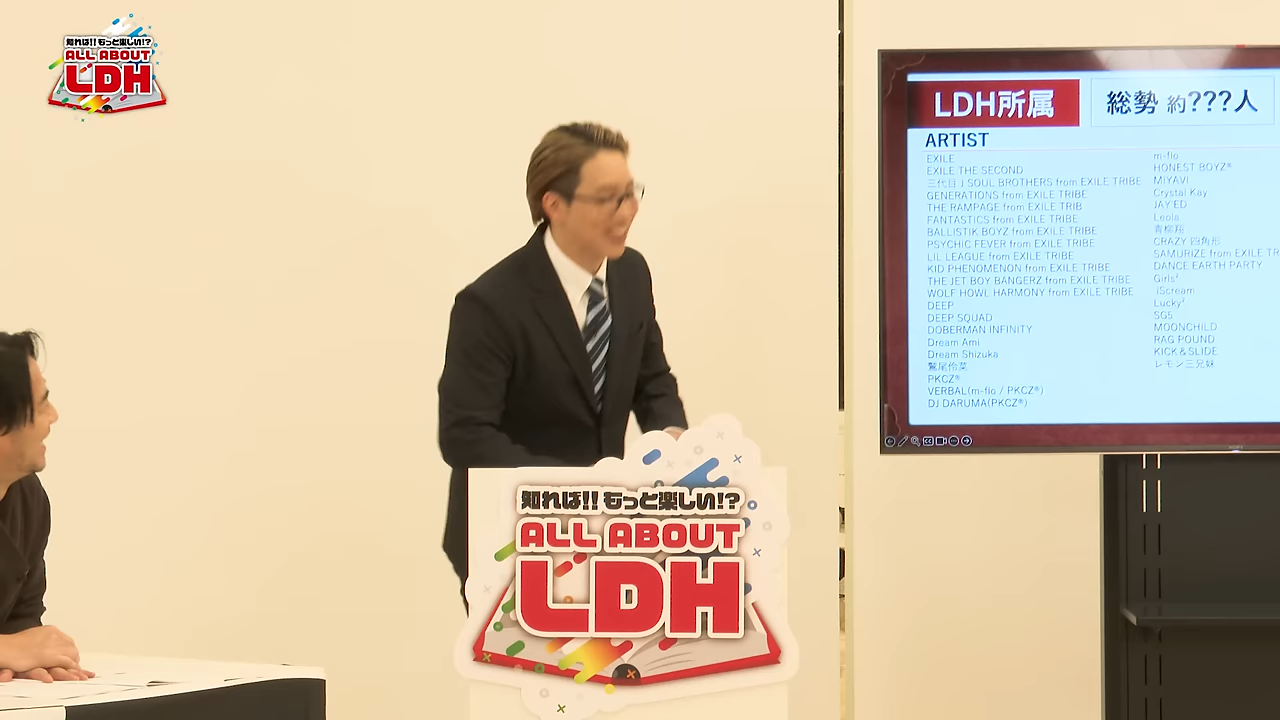 知れば!! もっと楽しい!?
ALL ABOUT
LDH
LDH所属
総勢 約???人
ARTIST
EXILE
EXILE THE SECOND
三代目 J SOUL BROTHERS from EXILE TRIBE
GENERATIONS from EXILE TRIBE
THE RAMPAGE from EXILE TRIB
FANTASTICS from EXILE TRIBE
BALLISTIK BOYZ from EXILE TRIBE
PSYCHIC FEVER from EXILE TRIBE
LIL LEAGUE from EXILE TRIBE
KID PHENOMENON from EXILE TRIBE
THE JET BOY BANGERZ from EXILE TRIBE
WOLF HOWL HARMONY from EXILE TRIBE
DEEP
DEEP SQUAD
DOBERMAN INFINITY
Dream Ami
Dream Shizuka
鷲尾伶菜
PKCZ®
VERBAL(m-flo / PKCZ®)
DJ DARUMA(PKCZ®)
m-flo
HONEST BOYZ®
MIYAVI
Crystal Kay
JAY'ED
Leola
青柳翔
CRAZY 四角形
SAMURIZE from EXILE TR
DANCE EARTH PARTY
Girls²
iScream
Lucky²
SG5
MOONCHILD
RAG POUND
KICK&SLIDE
レモン三兄妹
知れば!! もっと楽しい!?
ALL ABOUT
LDH